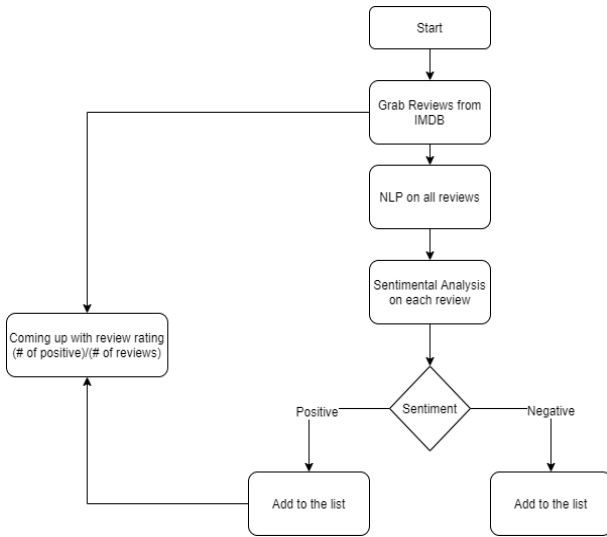 Start
Grab Reviews from
IMDB
NLP on all reviews
Sentimental Analysis
on each review
Coming up with review rating
(# of positive)/(# of reviews)
Sentiment
Positive
Negative
Add to the list
Add to the list